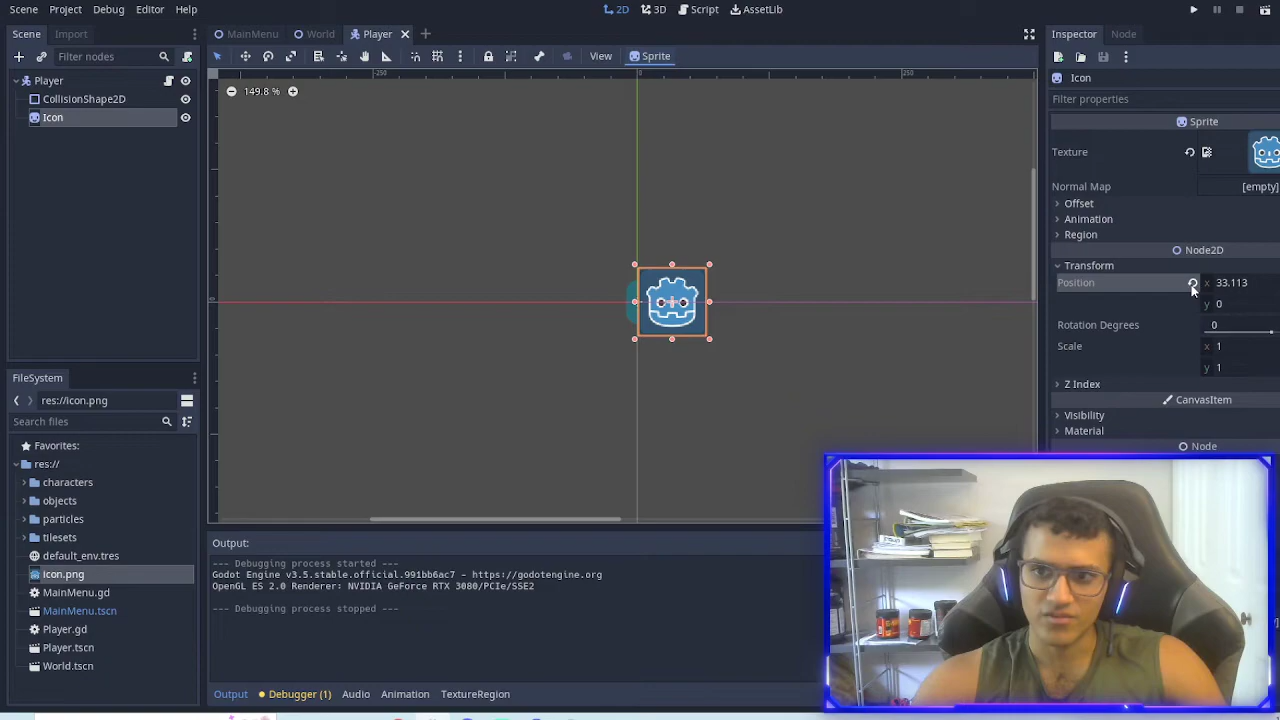 Scene Project Debug Editor Help
2D 3D Script AssetLib
Scene Import
MainMenu World Player
Inspector Node
Filter nodes
View Sprite
Player
CollisionShape2D
Icon
-250 0 250
149.8 %
0
Icon
Filter properties
Sprite
Texture
Normal Map [empty]
Offset
Animation
Region
Node2D
Transform
Position x 33.113
y 0
Rotation Degrees 0
Scale x 1
y 1
Z Index
CanvasItem
Visibility
Material
Node
FileSystem
res://icon.png
Search files
Favorites:
res://
characters
objects
particles
tilesets
default_env.tres
icon.png
MainMenu.gd
MainMenu.tscn
Player.gd
Player.tscn
World.tscn
Output:
--- Debugging process started ---
Godot Engine v3.5.stable.official.991bb6ac7 - https://godotengine.org
OpenGL ES 2.0 Renderer: NVIDIA GeForce RTX 3080/PCIe/SSE2
--- Debugging process stopped ---
Output Debugger (1) Audio Animation TextureRegion